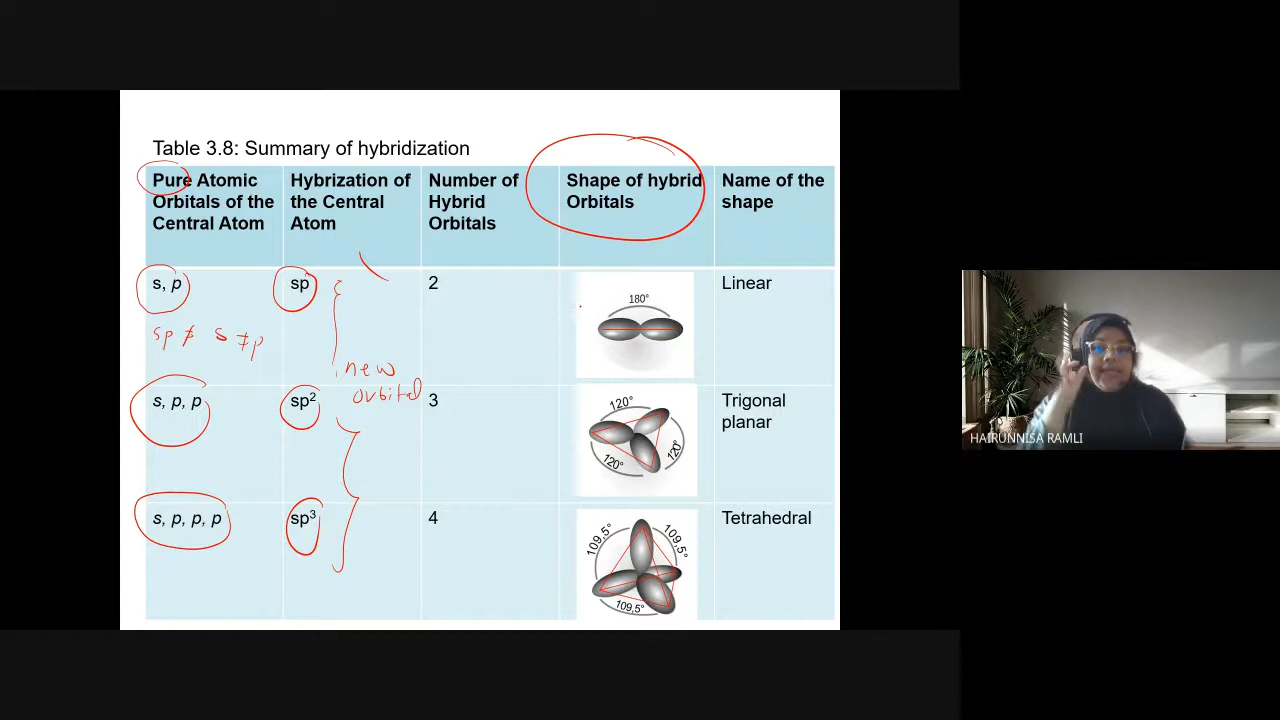 Table 3.8: Summary of hybridization
Pure Atomic Orbitals of the Central Atom
Hybrization of the Central Atom
Number of Hybrid Orbitals
Shape of hybrid Orbitals
Name of the shape
s, p
sp
2
180°
Linear
sp ≠ s ≠ p
new
orbital
s, p, p
sp²
3
120°
120°
120°
Trigonal planar
s, p, p, p
sp³
4
109,5°
109,5°
109,5°
Tetrahedral
HAIRUNNISA RAMLI